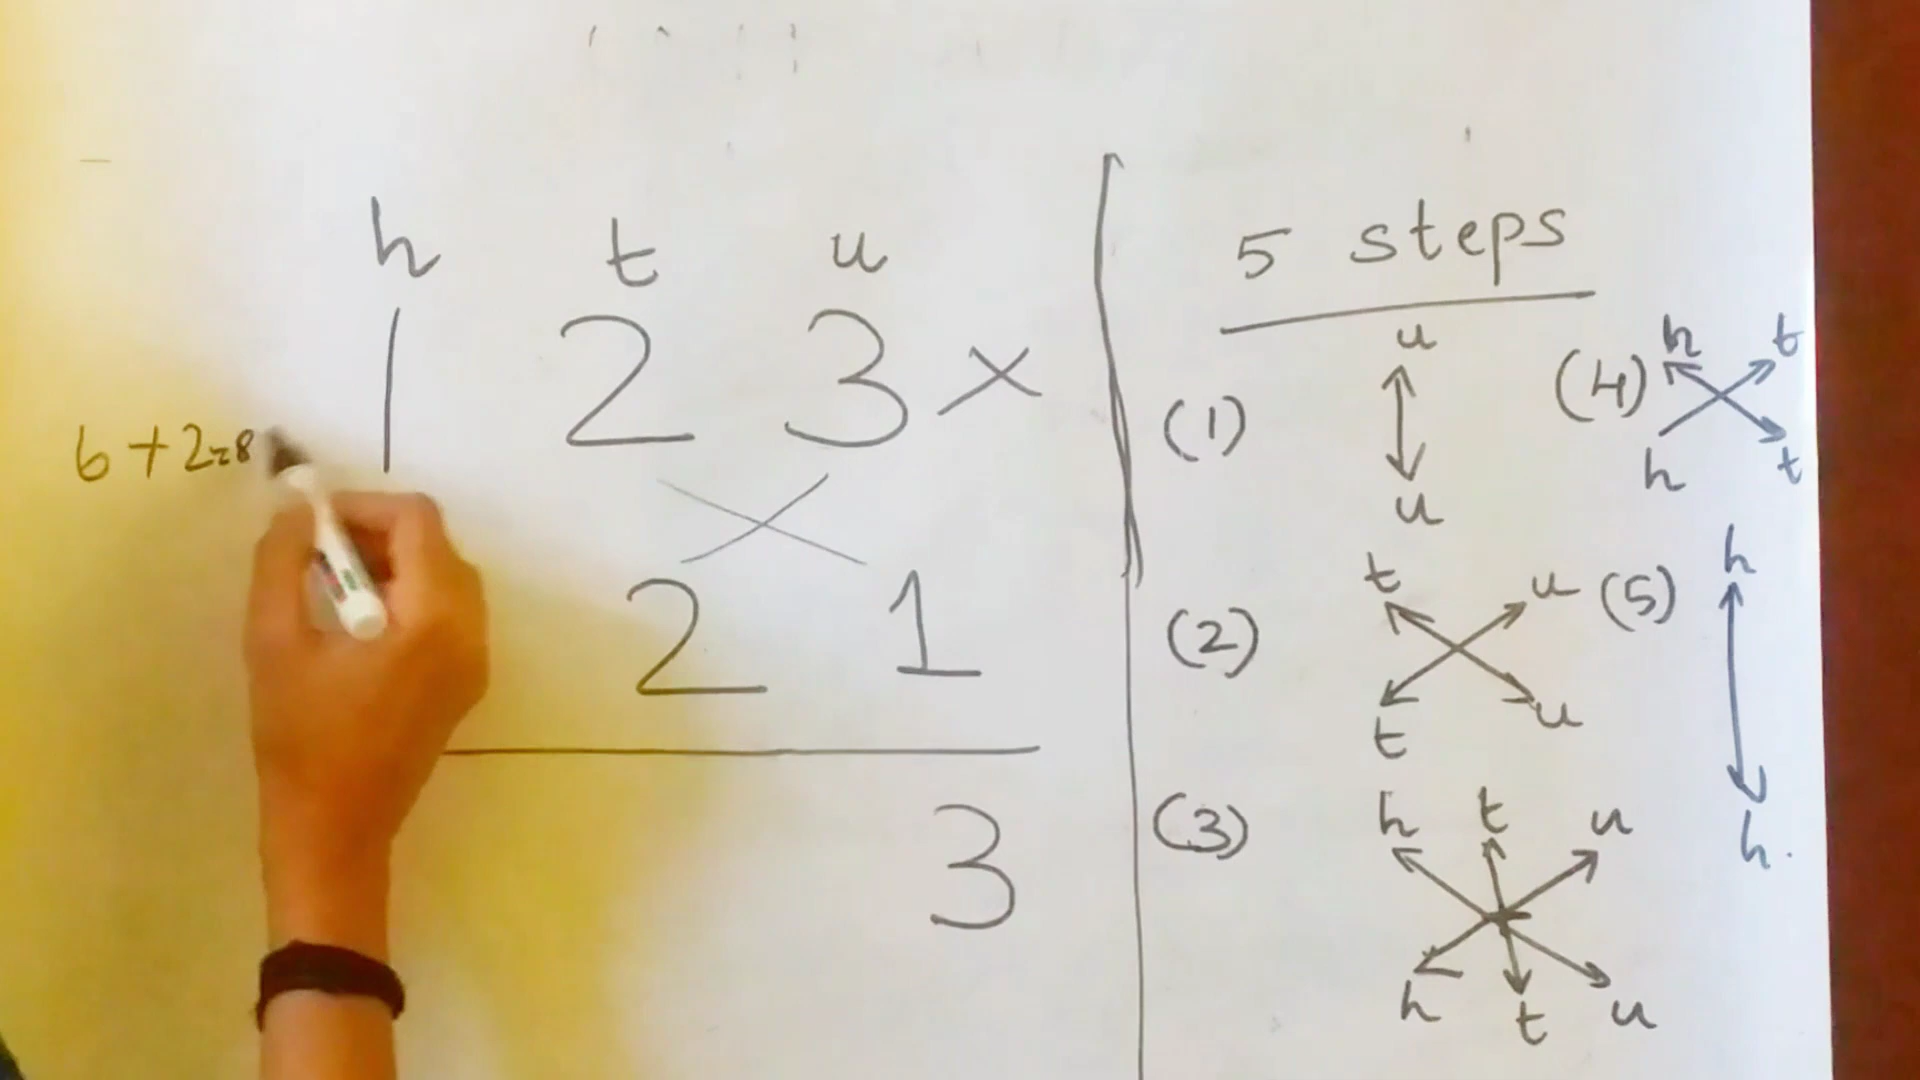 h t u
1 2 3 ×
6 + 2 = 8
2 1
3
5 steps
(1) u
u
(2) t u
t u
(3) h t u
h t u
(4) h t
h t
(5) h
h.